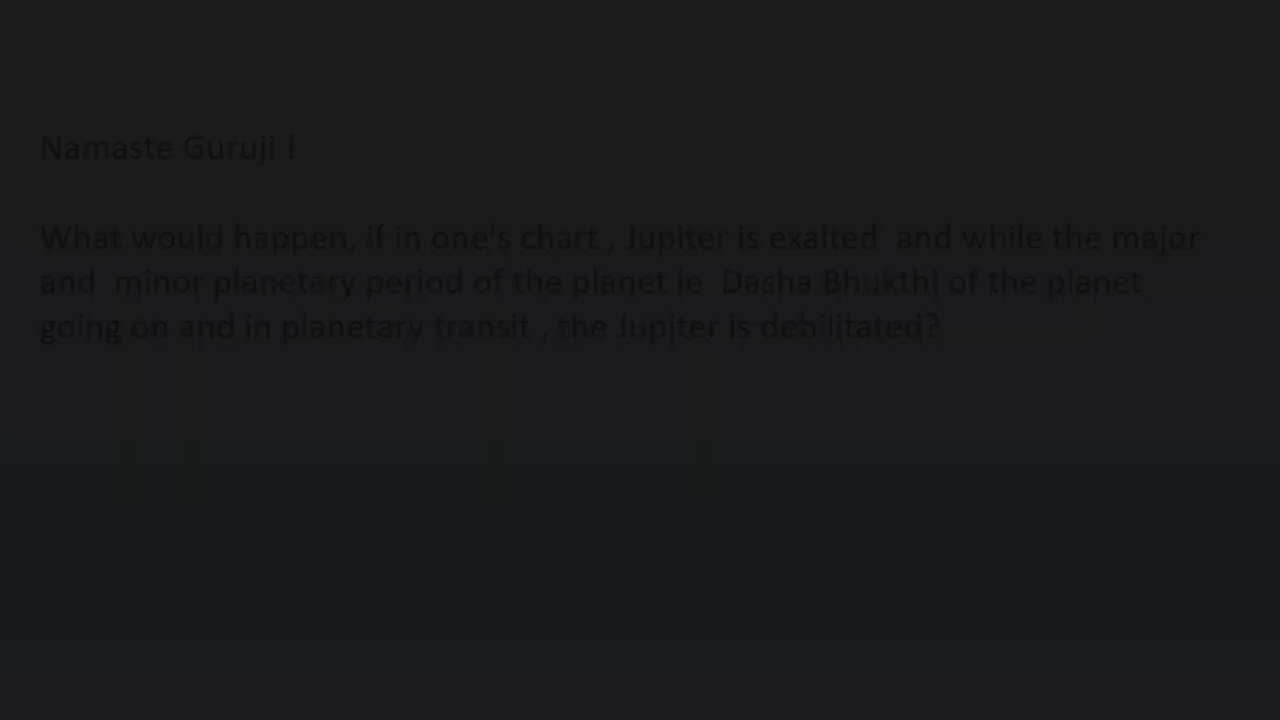 Namaste Guruji !
What would happen, if in one's chart , Jupiter is exalted  and while the major
and  minor planetary period of the planet ie  Dasha Bhukthi of the planet
going on and in planetary transit , the Jupiter is debilitated?